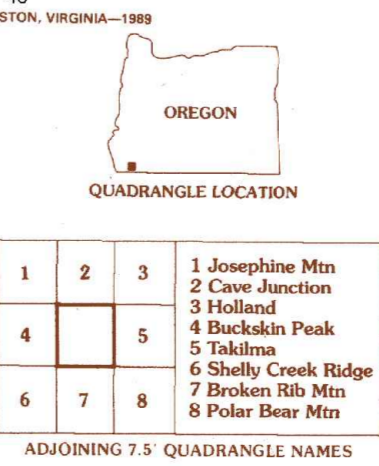 STON, VIRGINIA—1989
OREGON
QUADRANGLE LOCATION
1 2 3
4 5
6 7 8
1 Josephine Mtn
2 Cave Junction
3 Holland
4 Buckskin Peak
5 Takilma
6 Shelly Creek Ridge
7 Broken Rib Mtn
8 Polar Bear Mtn
ADJOINING 7.5' QUADRANGLE NAMES